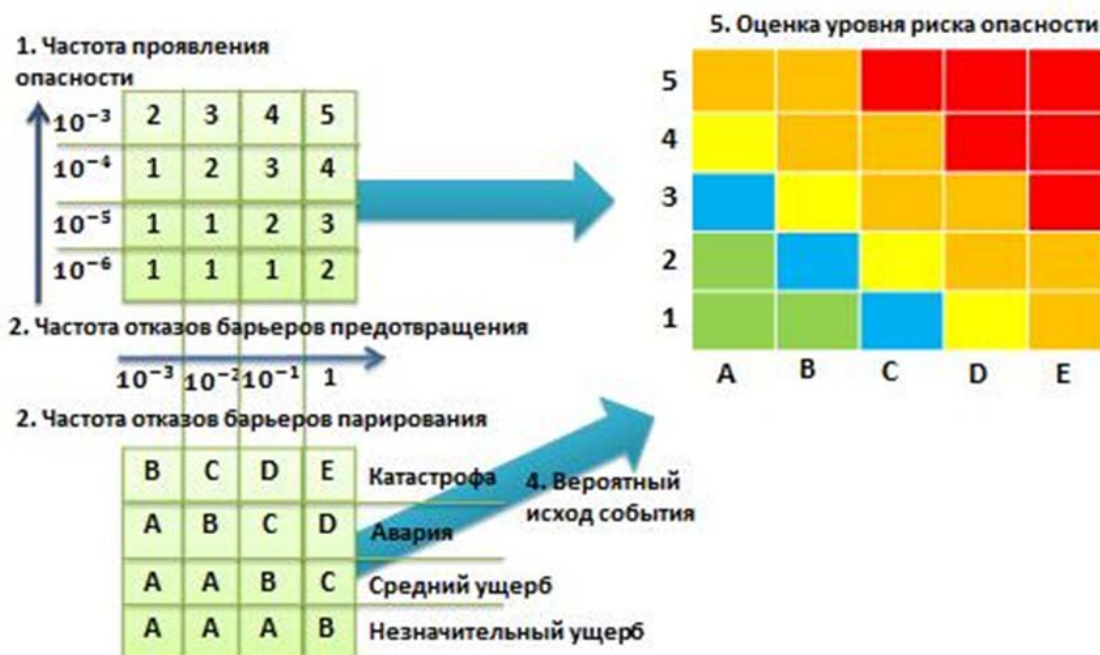 1. Частота проявления
опасности
10⁻³ 2 3 4 5
10⁻⁴ 1 2 3 4
10⁻⁵ 1 1 2 3
10⁻⁶ 1 1 1 2
2. Частота отказов барьеров предотвращения
10⁻³ 10⁻² 10⁻¹ 1
2. Частота отказов барьеров парирования
B C D E Катастрофа
A B C D Авария
A A B C Средний ущерб
A A A B Незначительный ущерб
4. Вероятный
исход события
5. Оценка уровня риска опасности
5
4
3
2
1
A B C D E